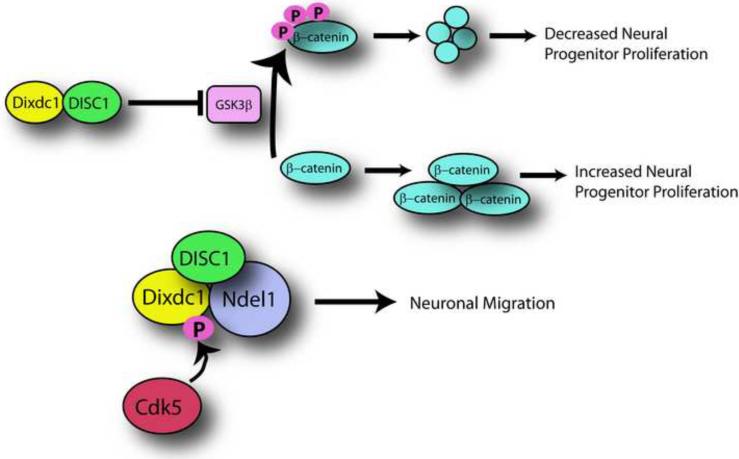 P P P
β-catenin
Decreased Neural
Progenitor Proliferation
Dixdc1 DISC1
GSK3β
β-catenin
β-catenin
β-catenin β-catenin
Increased Neural
Progenitor Proliferation
DISC1
Dixdc1 Ndel1
Neuronal Migration
P
Cdk5